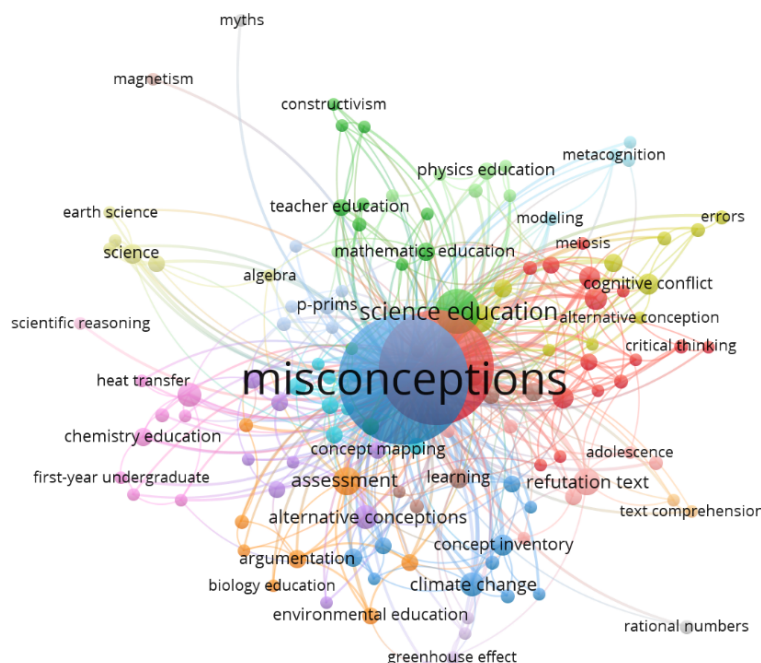 myths
magnetism
constructivism
physics education
metacognition
earth science
teacher education
modeling
errors
science
mathematics education
meiosis
algebra
cognitive conflict
p-prims
science education
alternative conception
scientific reasoning
critical thinking
misconceptions
heat transfer
chemistry education
concept mapping
adolescence
first-year undergraduate
assessment
learning
refutation text
alternative conceptions
text comprehension
argumentation
concept inventory
biology education
climate change
environmental education
rational numbers
greenhouse effect